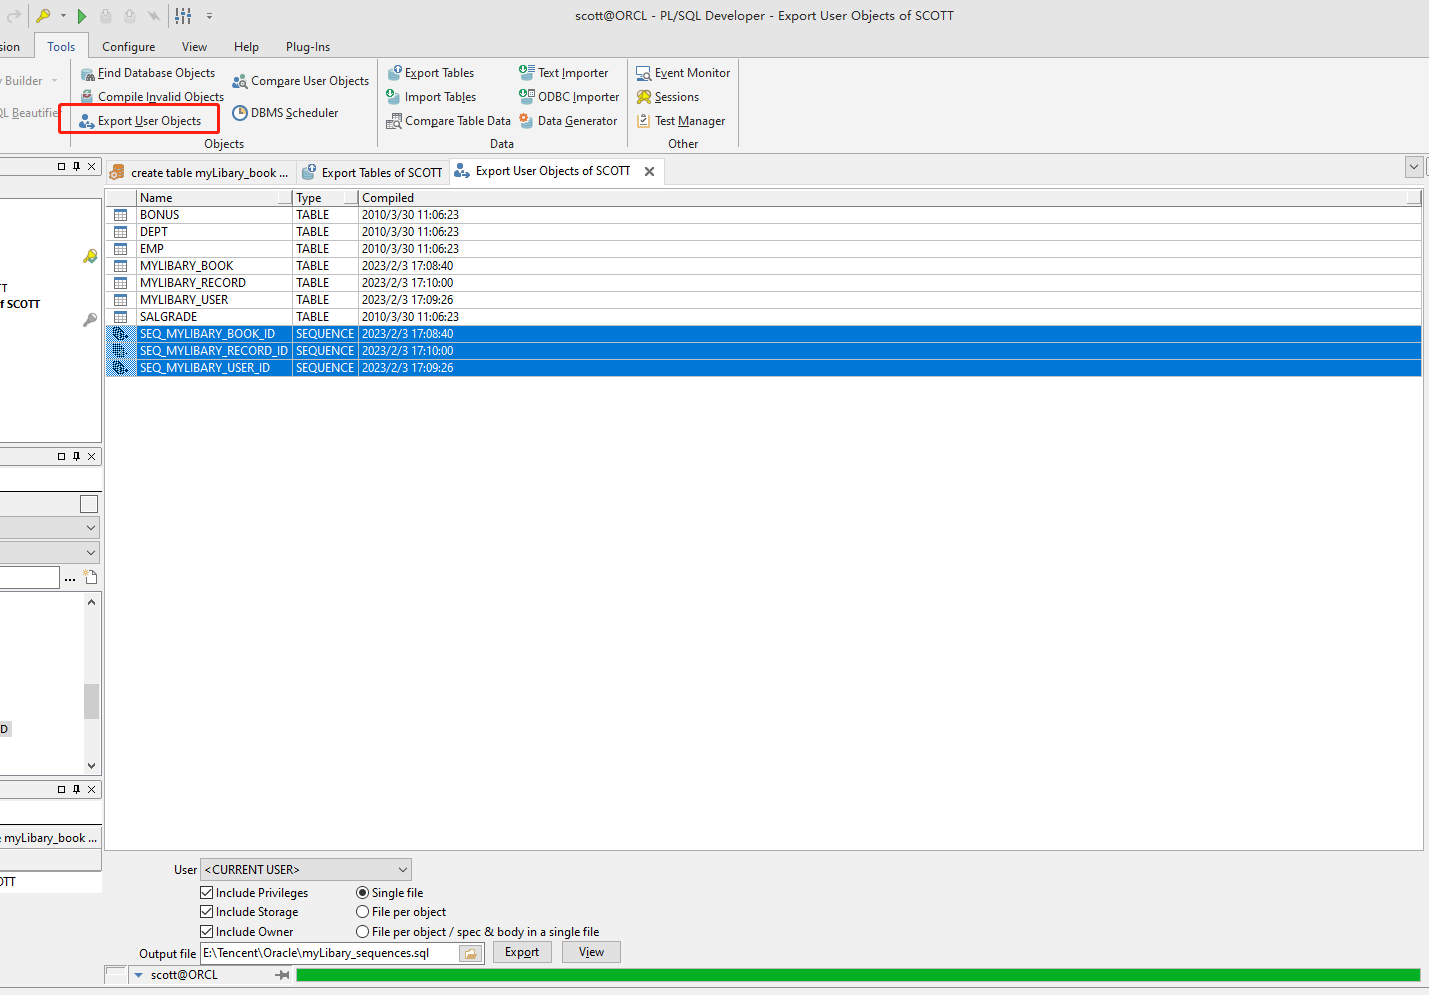 scott@ORCL - PL/SQL Developer - Export User Objects of SCOTT
sion Tools Configure View Help Plug-Ins
y Builder
QL Beautifier
Find Database Objects
Compile Invalid Objects
Export User Objects
Compare User Objects
DBMS Scheduler
Objects
Export Tables
Import Tables
Compare Table Data
Text Importer
ODBC Importer
Data Generator
Data
Event Monitor
Sessions
Test Manager
Other
create table myLibary_book ... Export Tables of SCOTT Export User Objects of SCOTT
Name Type Compiled
BONUS TABLE 2010/3/30 11:06:23
DEPT TABLE 2010/3/30 11:06:23
EMP TABLE 2010/3/30 11:06:23
MYLIBARY_BOOK TABLE 2023/2/3 17:08:40
MYLIBARY_RECORD TABLE 2023/2/3 17:10:00
MYLIBARY_USER TABLE 2023/2/3 17:09:26
SALGRADE TABLE 2010/3/30 11:06:23
SEQ_MYLIBARY_BOOK_ID SEQUENCE 2023/2/3 17:08:40
SEQ_MYLIBARY_RECORD_ID SEQUENCE 2023/2/3 17:10:00
SEQ_MYLIBARY_USER_ID SEQUENCE 2023/2/3 17:09:26
TT
f SCOTT
...
D
e myLibary_book ...
OTT
User <CURRENT USER>
Include Privileges Single file
Include Storage File per object
Include Owner File per object / spec & body in a single file
Output file E:\Tencent\Oracle\myLibary_sequences.sql Export View
scott@ORCL